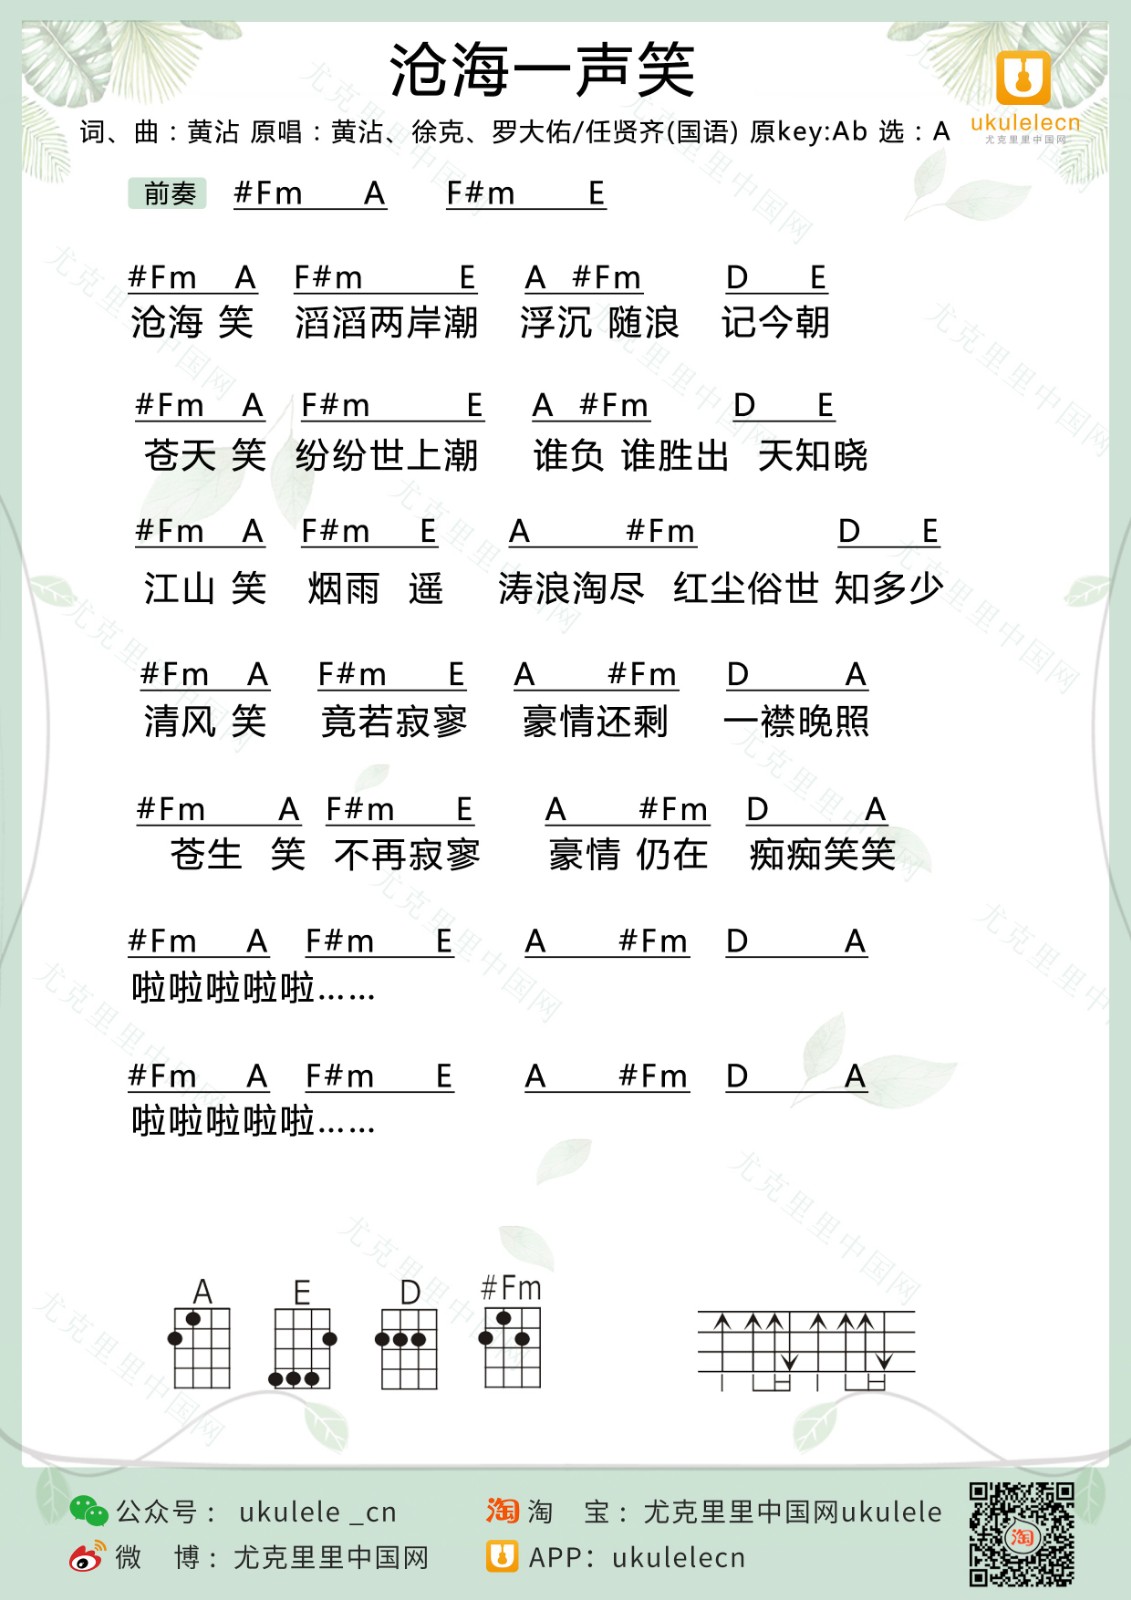 沧海一声笑
词、曲：黄沾 原唱：黄沾、徐克、罗大佑/任贤齐(国语) 原key:Ab 选：A
ukulelecn
尤克里里中国网
前奏 #Fm A F#m E
#Fm A F#m E A #Fm D E
沧海 笑 滔滔两岸潮 浮沉 随浪 记今朝
#Fm A F#m E A #Fm D E
苍天 笑 纷纷世上潮 谁负 谁胜出 天知晓
#Fm A F#m E A #Fm D E
江山 笑 烟雨 遥 涛浪淘尽 红尘俗世 知多少
#Fm A F#m E A #Fm D A
清风 笑 竟若寂寥 豪情还剩 一襟晚照
#Fm A F#m E A #Fm D A
苍生 笑 不再寂寥 豪情 仍在 痴痴笑笑
#Fm A F#m E A #Fm D A
啦啦啦啦啦……
#Fm A F#m E A #Fm D A
啦啦啦啦啦……
A E D #Fm
公众号： ukulele _cn 淘 淘 宝：尤克里里中国网ukulele
微 博：尤克里里中国网 APP：ukulelecn
淘